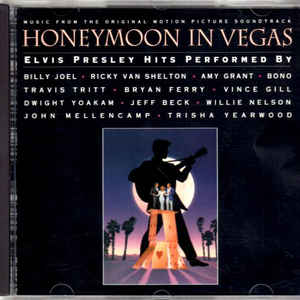 MUSIC FROM THE ORIGINAL MOTION PICTURE SOUNDTRACK
HONEYMOON IN VEGAS
ELVIS PRESLEY HITS PERFORMED BY
BILLY JOEL • RICKY VAN SHELTON • AMY GRANT • BONO
TRAVIS TRITT • BRYAN FERRY • VINCE GILL
DWIGHT YOAKAM • JEFF BECK • WILLIE NELSON
JOHN MELLENCAMP • TRISHA YEARWOOD